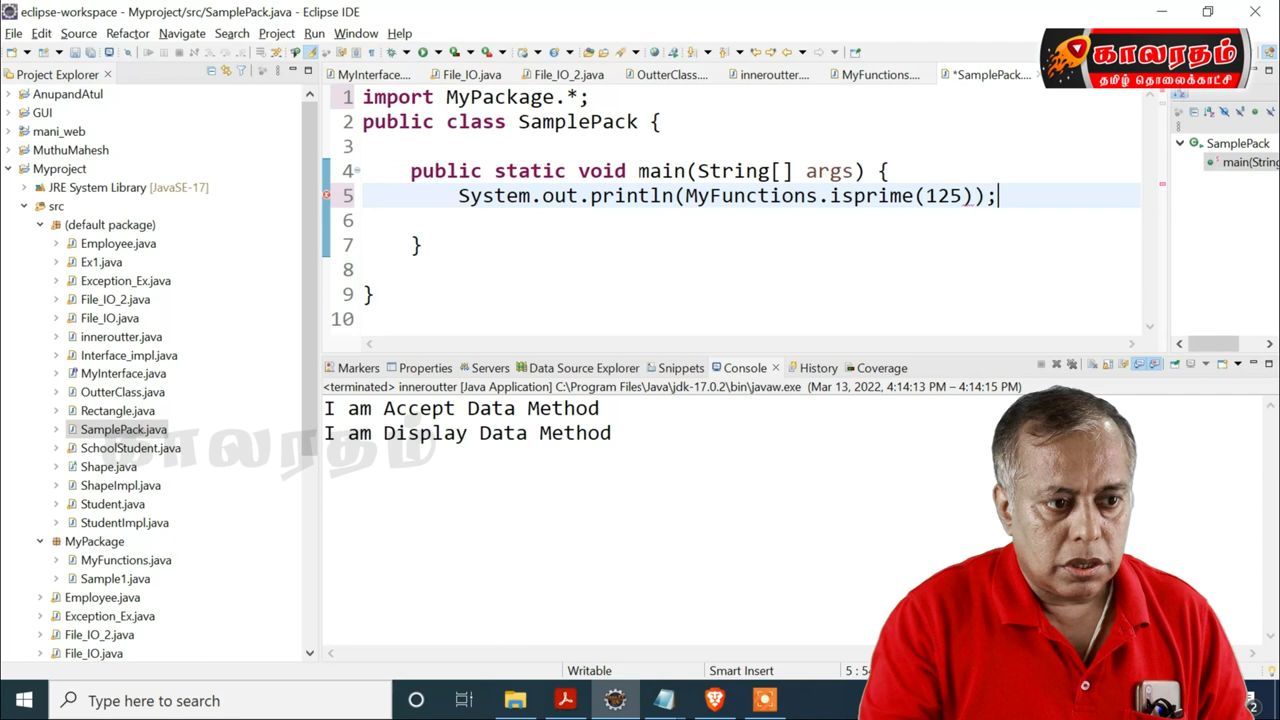 eclipse-workspace - Myproject/src/SamplePack.java - Eclipse IDE
File Edit Source Refactor Navigate Search Project Run Window Help
காலரதம்
தமிழ் தொலைக்காட்சி
Project Explorer
MyInterface....
File_IO.java
File_IO_2.java
OutterClass....
inneroutter....
MyFunctions....
*SamplePack....
AnupandAtul
GUI
mani_web
MuthuMahesh
Myproject
JRE System Library [JavaSE-17]
src
(default package)
Employee.java
Ex1.java
Exception_Ex.java
File_IO_2.java
File_IO.java
inneroutter.java
Interface_impl.java
MyInterface.java
OutterClass.java
Rectangle.java
SamplePack.java
SchoolStudent.java
Shape.java
ShapeImpl.java
Student.java
StudentImpl.java
MyPackage
MyFunctions.java
Sample1.java
Employee.java
Exception_Ex.java
File_IO_2.java
File_IO.java
1 import MyPackage.*;
2 public class SamplePack {
3
4 public static void main(String[] args) {
5 System.out.println(MyFunctions.isprime(125));
6
7 }
8
9 }
10
SamplePack
main(String
Markers Properties Servers Data Source Explorer Snippets Console History Coverage
<terminated> inneroutter [Java Application] C:\Program Files\Java\jdk-17.0.2\bin\javaw.exe (Mar 13, 2022, 4:14:13 PM – 4:14:15 PM)
I am Accept Data Method
I am Display Data Method
காலரதம்
Writable
Smart Insert
5 : 54
Type here to search
2